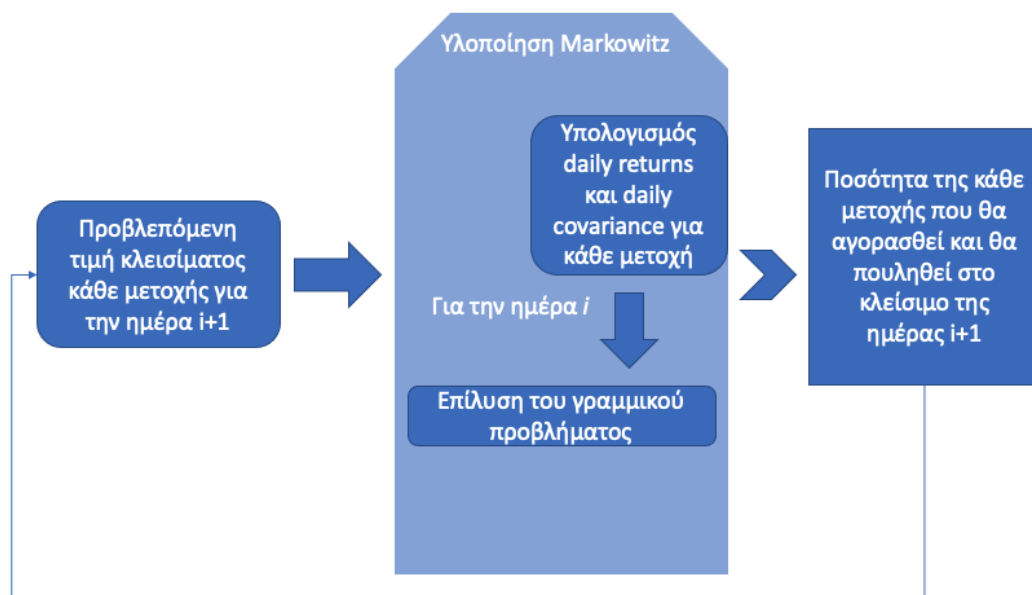 Υλοποίηση Markowitz
Προβλεπόμενη
τιμή κλεισίματος
κάθε μετοχής για
την ημέρα i+1
Υπολογισμός
daily returns
και daily
covariance για
κάθε μετοχή
Για την ημέρα i
Επίλυση του γραμμικού
προβλήματος
Ποσότητα της κάθε
μετοχής που θα
αγορασθεί και θα
πουληθεί στο
κλείσιμο της
ημέρας i+1